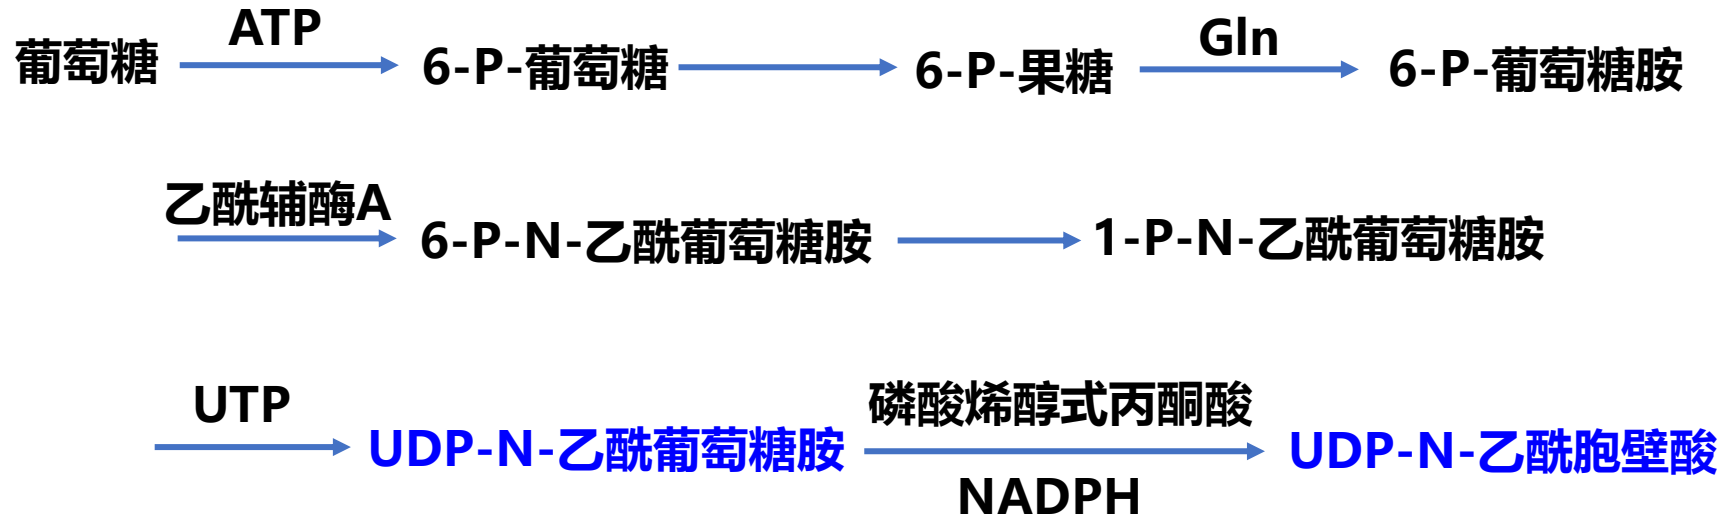 ATP
Gln
葡萄糖 6-P-葡萄糖 6-P-果糖 6-P-葡萄糖胺
乙酰辅酶A
6-P-N-乙酰葡萄糖胺 1-P-N-乙酰葡萄糖胺
UTP 磷酸烯醇式丙酮酸
UDP-N-乙酰葡萄糖胺 UDP-N-乙酰胞壁酸
NADPH